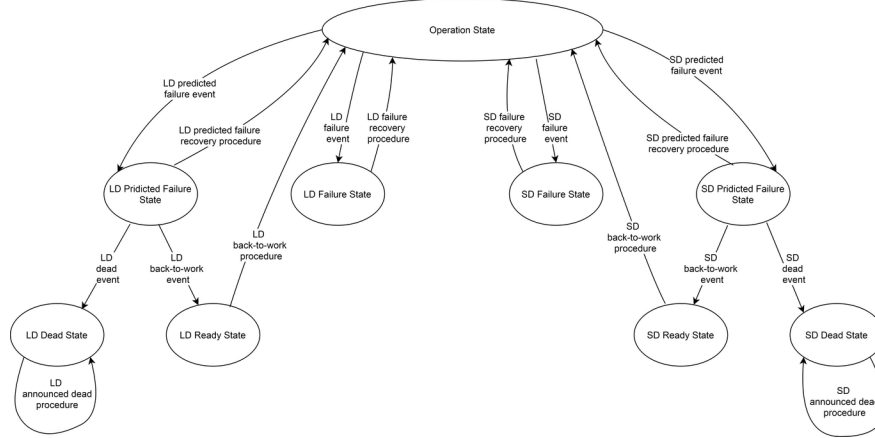 Operation State
SD predicted
failure event
LD predicted
failure event
LD predicted failure
recovery procedure
LD
failure
event
LD failure
recovery
procedure
SD failure
recovery
procedure
SD
failure
event
SD predicted failure
recovery procedure
LD Pridicted Failure
State
LD Failure State
SD Failure State
SD Pridicted Failure
State
LD
back-to-work
procedure
SD
back-to-work
procedure
LD
dead
event
LD
back-to-work
event
SD
back-to-work
event
SD
dead
event
LD Dead State
LD Ready State
SD Ready State
SD Dead State
LD
announced dead
procedure
SD
announced dead
procedure